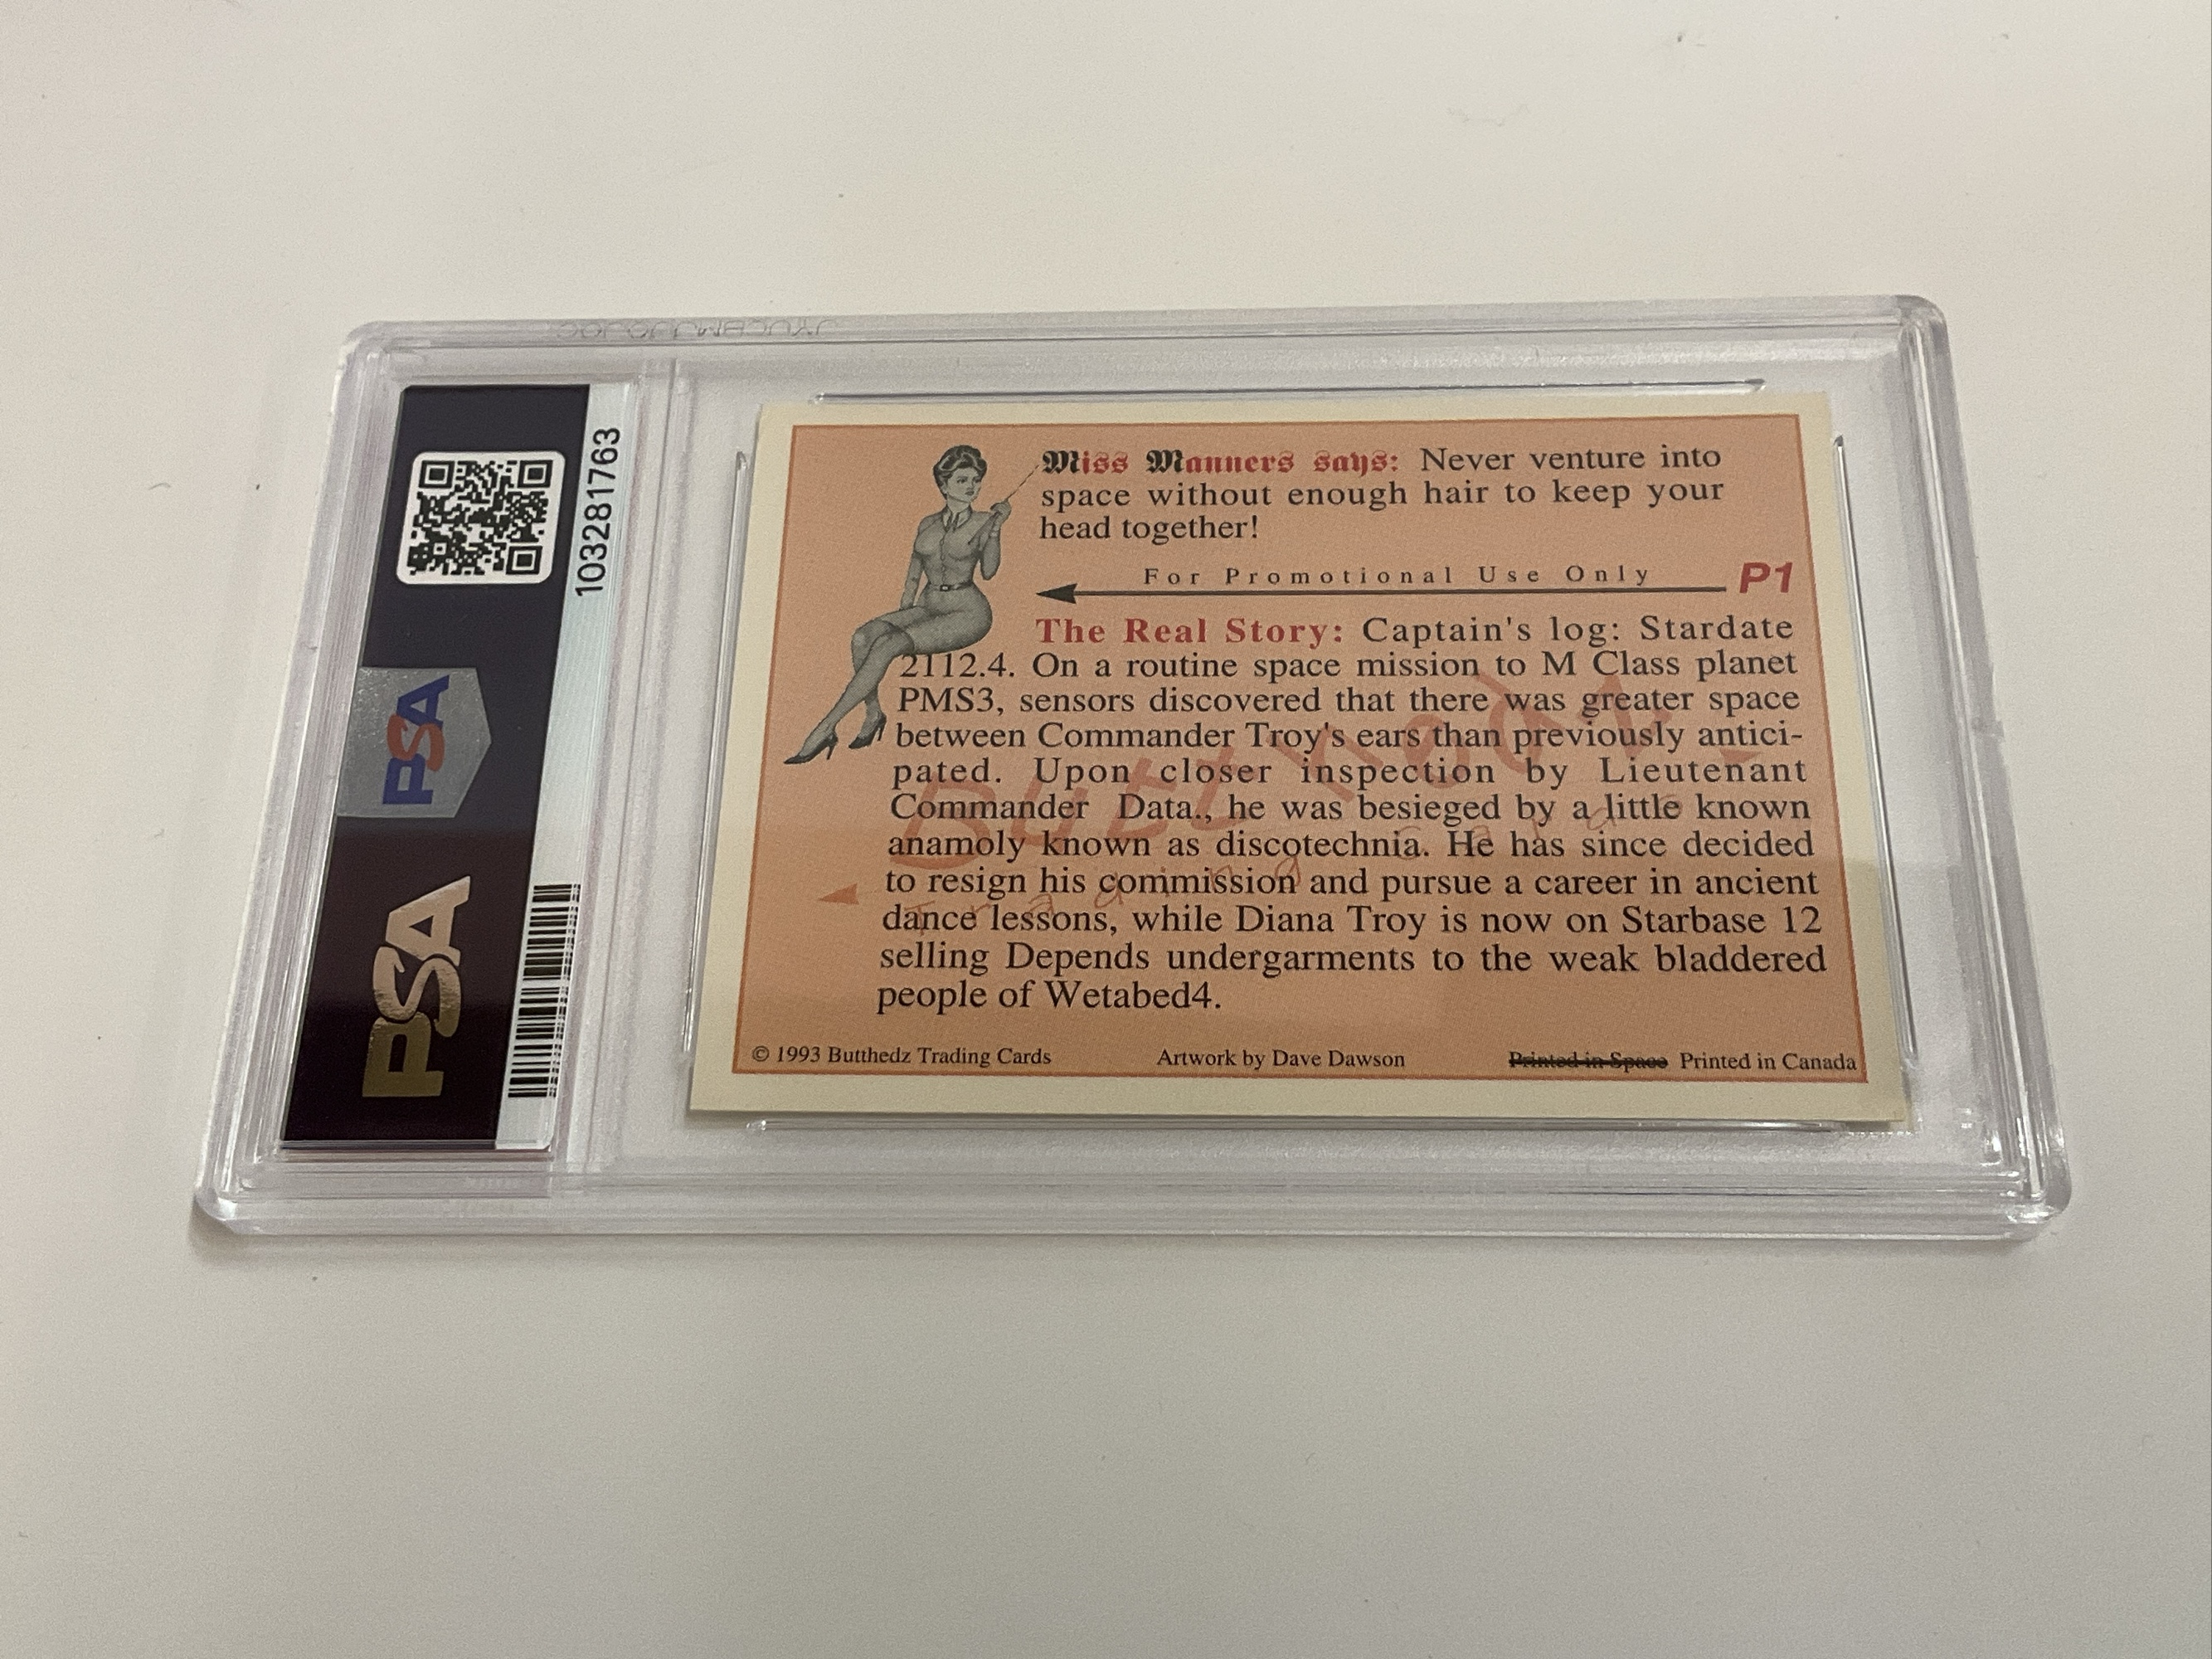 Miss Manners says: Never venture into
space without enough hair to keep your
head together!
For Promotional Use Only
P1
The Real Story: Captain's log: Stardate
2112.4. On a routine space mission to M Class planet
PMS3, sensors discovered that there was greater space
between Commander Troy's ears than previously antici-
pated. Upon closer inspection by Lieutenant
Commander Data., he was besieged by a little known
anamoly known as discotechnia. He has since decided
to resign his commission and pursue a career in ancient
dance lessons, while Diana Troy is now on Starbase 12
selling Depends undergarments to the weak bladdered
people of Wetabed4.
© 1993 Butthedz Trading Cards
Artwork by Dave Dawson
Printed in Space Printed in Canada
Butthedz
Trading Cards
103281763
PSA
PSA